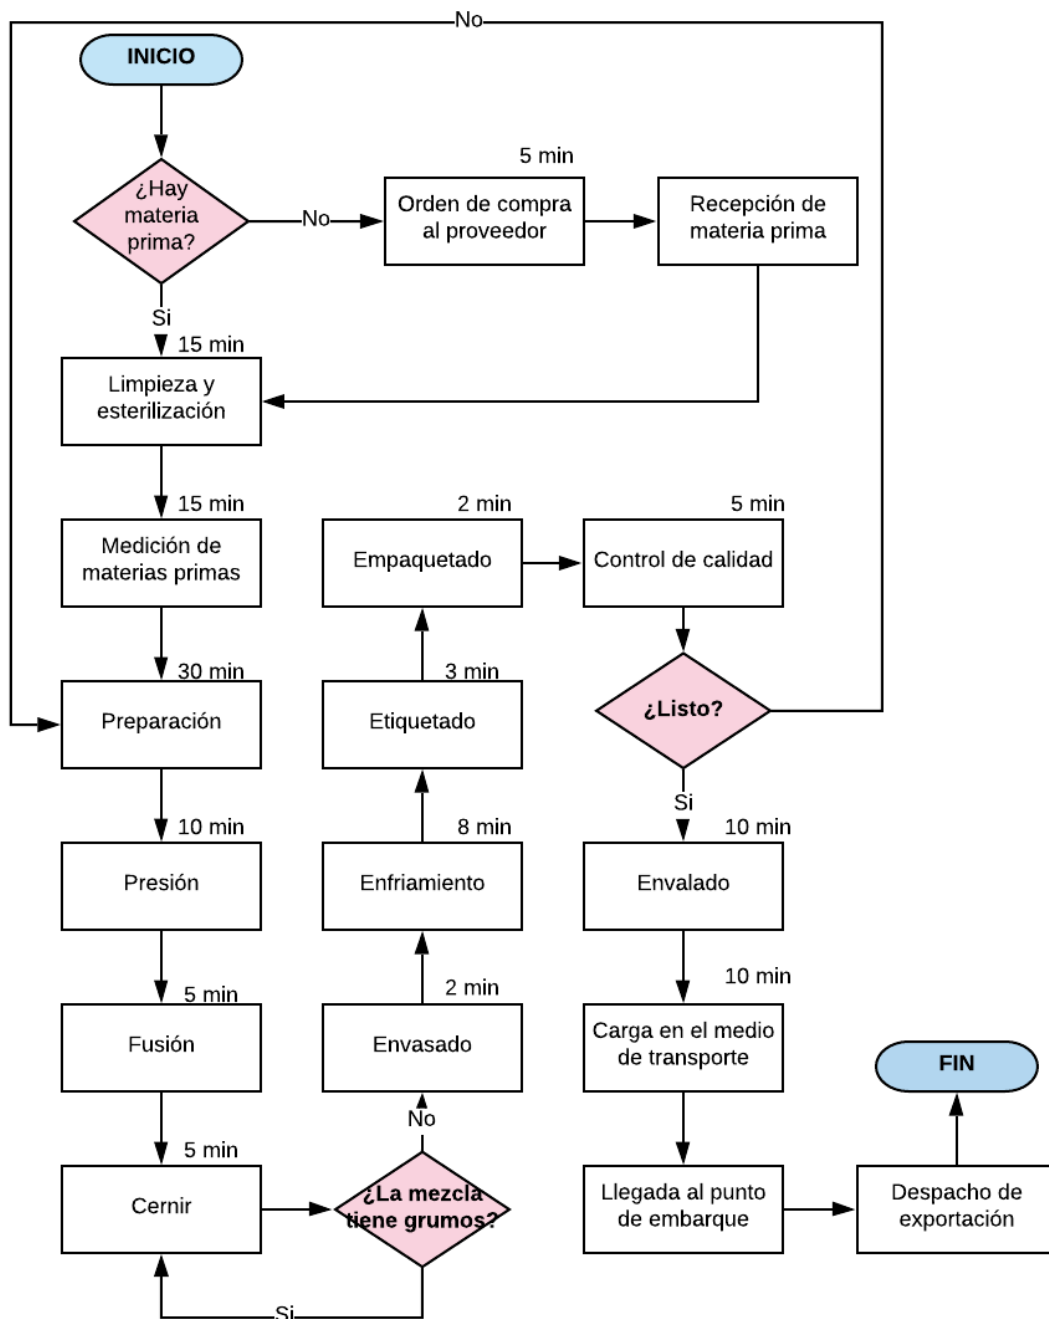 No
INICIO
¿Hay
materia
prima?
No
5 min
Orden de compra
al proveedor
Recepción de
materia prima
Si
15 min
Limpieza y
esterilización
15 min
Medición de
materias primas
30 min
Preparación
10 min
Presión
5 min
Fusión
5 min
Cernir
¿La mezcla
tiene grumos?
Si
No
2 min
Envasado
8 min
Enfriamiento
3 min
Etiquetado
2 min
Empaquetado
5 min
Control de calidad
¿Listo?
Si
10 min
Envalado
10 min
Carga en el medio
de transporte
Llegada al punto
de embarque
Despacho de
exportación
FIN